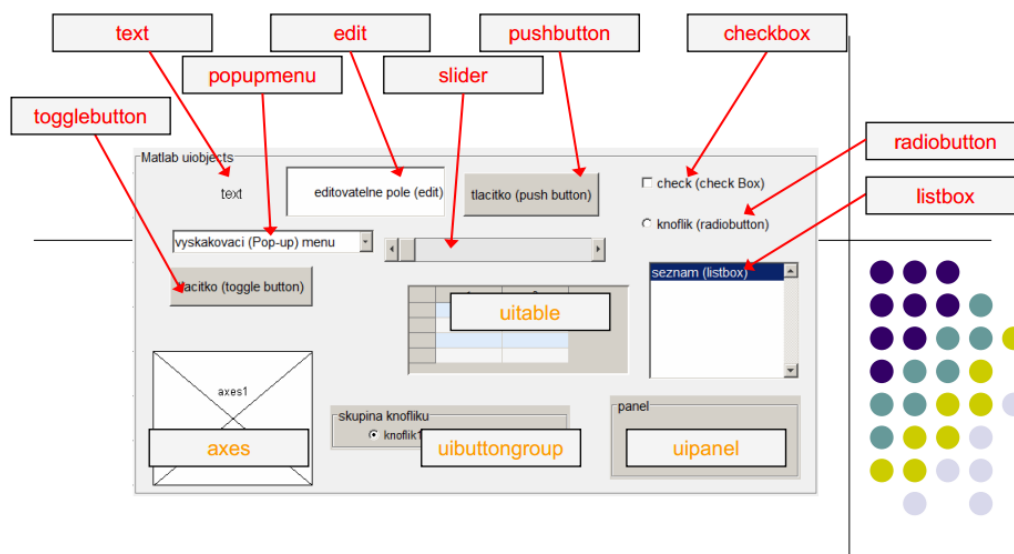 text
edit
pushbutton
checkbox
popupmenu
slider
togglebutton
radiobutton
listbox
Matlab uiobjects
text
editovatelne pole (edit)
tlacitko (push button)
check (check Box)
knoflik (radiobutton)
vyskakovaci (Pop-up) menu
seznam (listbox)
tlacitko (toggle button)
uitable
axes1
skupina knofliku
panel
knoflik1
axes
uibuttongroup
uipanel